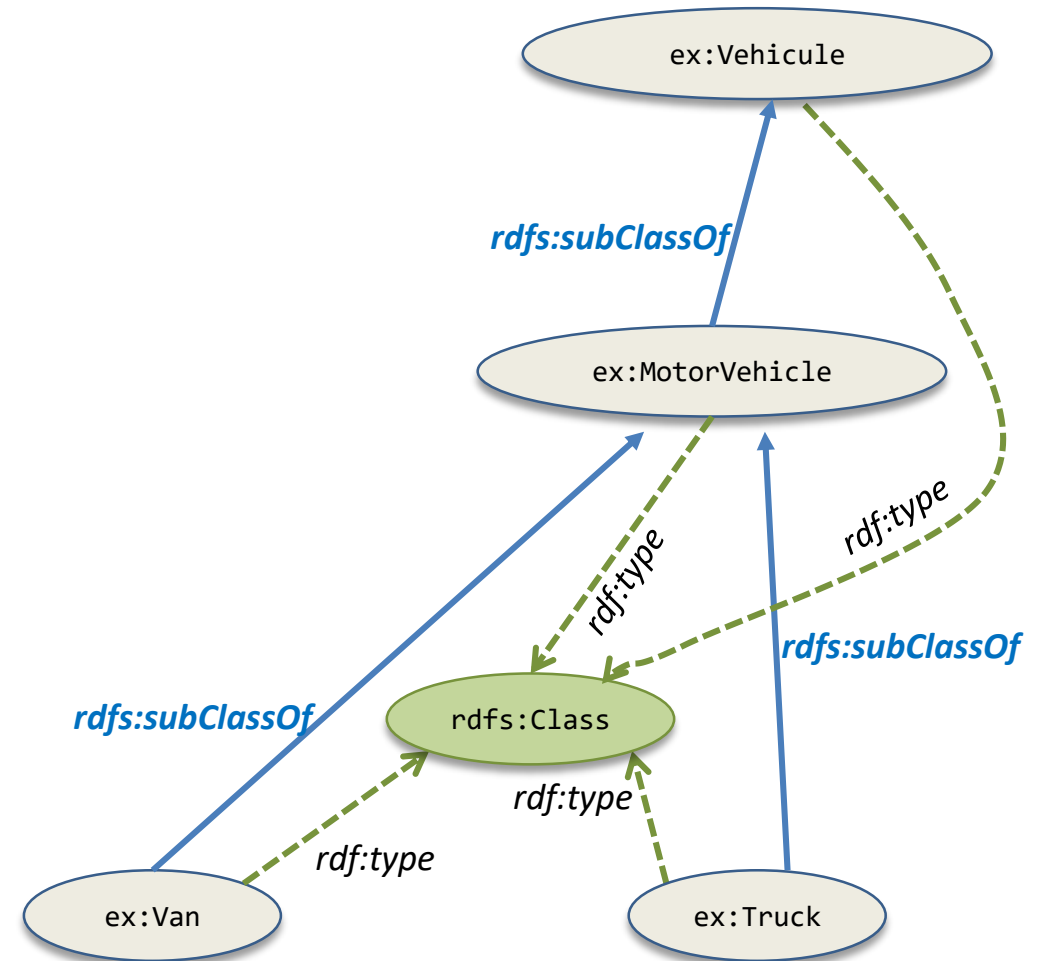 ex:Vehicule
rdfs:subClassOf
ex:MotorVehicle
rdf:type
rdf:type
rdfs:subClassOf
rdfs:subClassOf
rdfs:Class
rdf:type
rdf:type
ex:Van
ex:Truck